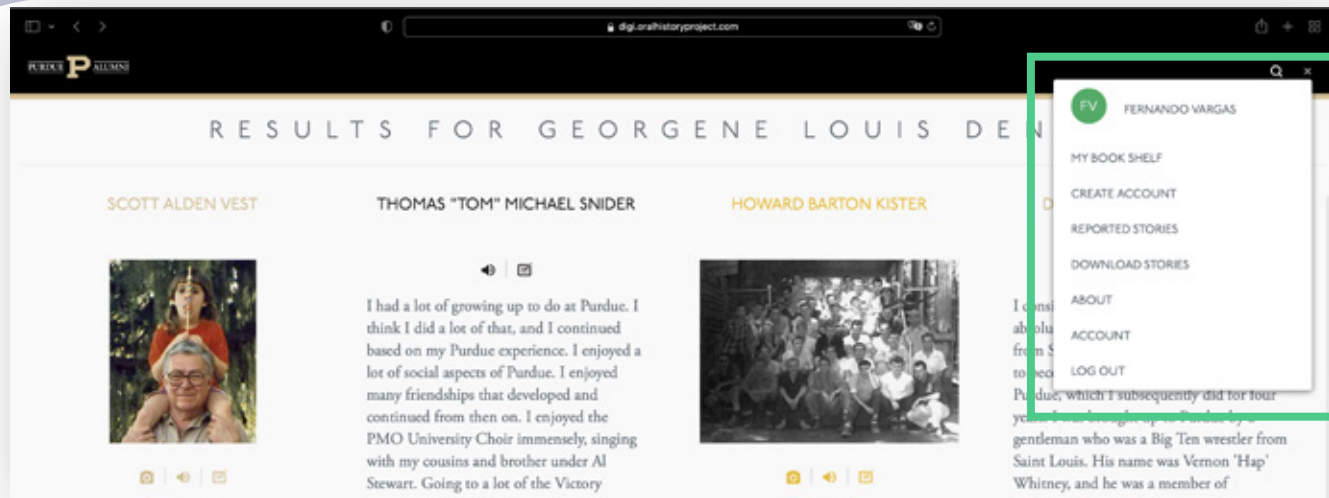 digi.oralhistoryproject.com
PURDUE P ALUMNI
RESULTS FOR GEORGENE LOUIS DEN
FV FERNANDO VARGAS
MY BOOK SHELF
CREATE ACCOUNT
REPORTED STORIES
DOWNLOAD STORIES
ABOUT
ACCOUNT
LOG OUT
SCOTT ALDEN VEST
THOMAS "TOM" MICHAEL SNIDER
I had a lot of growing up to do at Purdue. I
think I did a lot of that, and I continued
based on my Purdue experience. I enjoyed a
lot of social aspects of Purdue. I enjoyed
many friendships that developed and
continued from then on. I enjoyed the
PMO University Choir immensely, singing
with my cousins and brother under Al
Stewart. Going to a lot of the Victory
HOWARD BARTON KISTER
D
I consi
absolu
from S
to beco
Purdue, which I subsequently did for four
gentleman who was a Big Ten wrestler from
Saint Louis. His name was Vernon 'Hap'
Whitney, and he was a member of